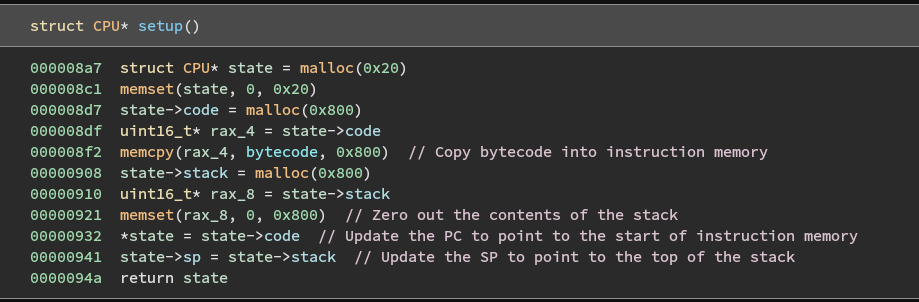 struct CPU* setup()
000008a7  struct CPU* state = malloc(0x20)
000008c1  memset(state, 0, 0x20)
000008d7  state->code = malloc(0x800)
000008df  uint16_t* rax_4 = state->code
000008f2  memcpy(rax_4, bytecode, 0x800)  // Copy bytecode into instruction memory
00000908  state->stack = malloc(0x800)
00000910  uint16_t* rax_8 = state->stack
00000921  memset(rax_8, 0, 0x800)  // Zero out the contents of the stack
00000932  *state = state->code  // Update the PC to point to the start of instruction memory
00000941  state->sp = state->stack  // Update the SP to point to the top of the stack
0000094a  return state